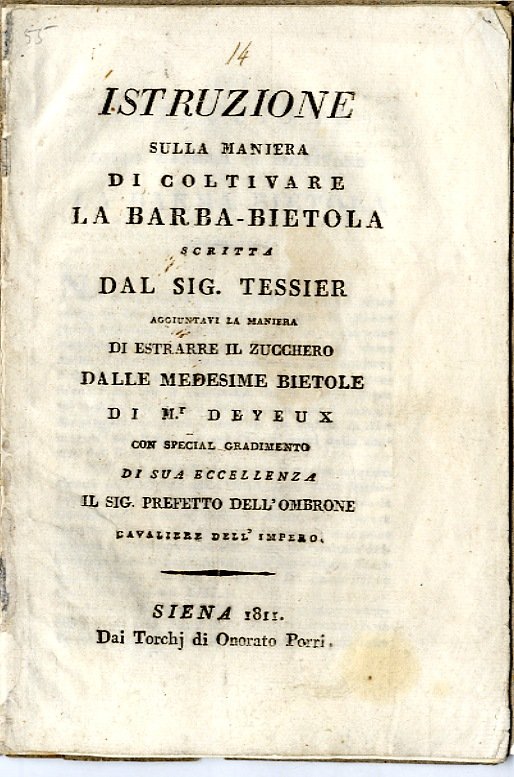 55
14
ISTRUZIONE
SULLA MANIERA
DI COLTIVARE
LA BARBA-BIETOLA
SCRITTA
DAL SIG. TESSIER
AGGIUNTAVI LA MANIERA
DI ESTRARRE IL ZUCCHERO
DALLE MEDESIME BIETOLE
DI M.r DEYEUX
CON SPECIAL GRADIMENTO
DI SUA ECCELLENZA
IL SIG. PREFETTO DELL'OMBRONE
CAVALIERE DELL'IMPERO.
SIENA 1811.
Dai Torchj di Onorato Porri.